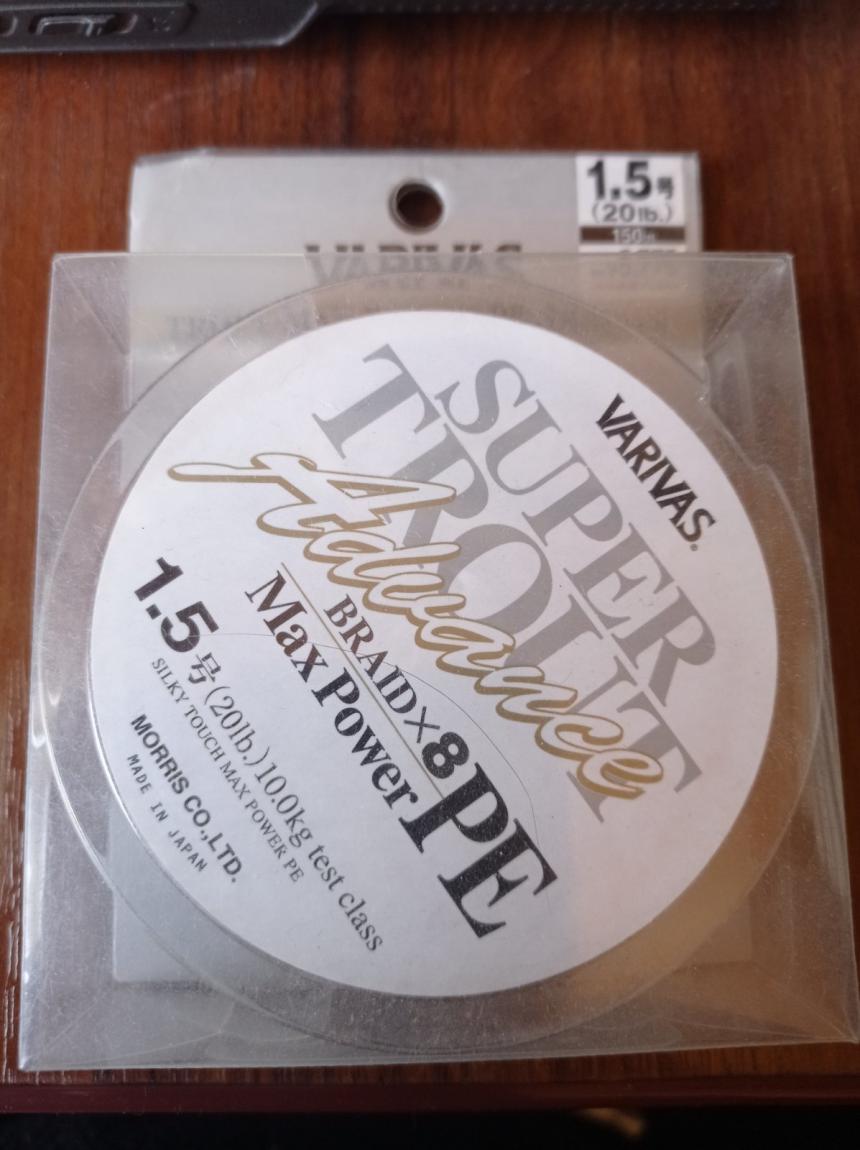 1.5号
(20lb.)
150m
VARIVAS
VARIVAS®
SUPER
TROUT
Advance
BRAID×8
Max Power PE
1.5号 (20lb.) 10.0kg test class
SILKY TOUCH MAX POWER PE
MORRIS CO.,LTD.
MADE IN JAPAN